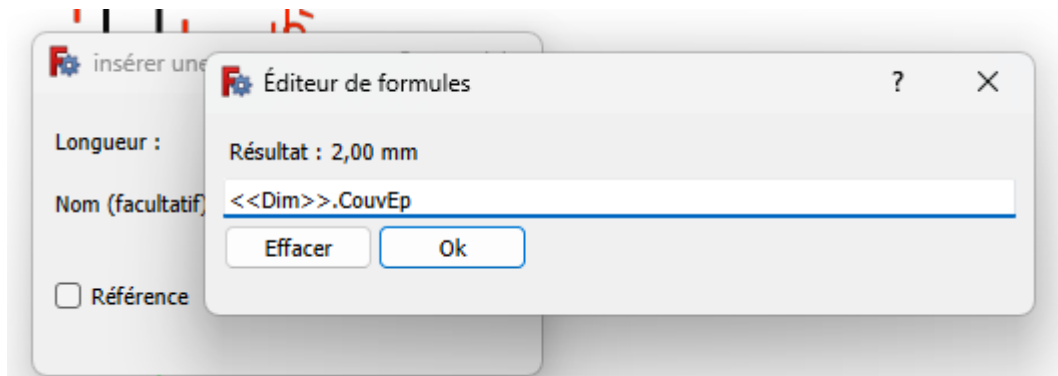 insérer une
Éditeur de formules ?
Longueur :
Résultat : 2,00 mm
Nom (facultatif)
<<Dim>>.CouvEp
Effacer Ok
Référence